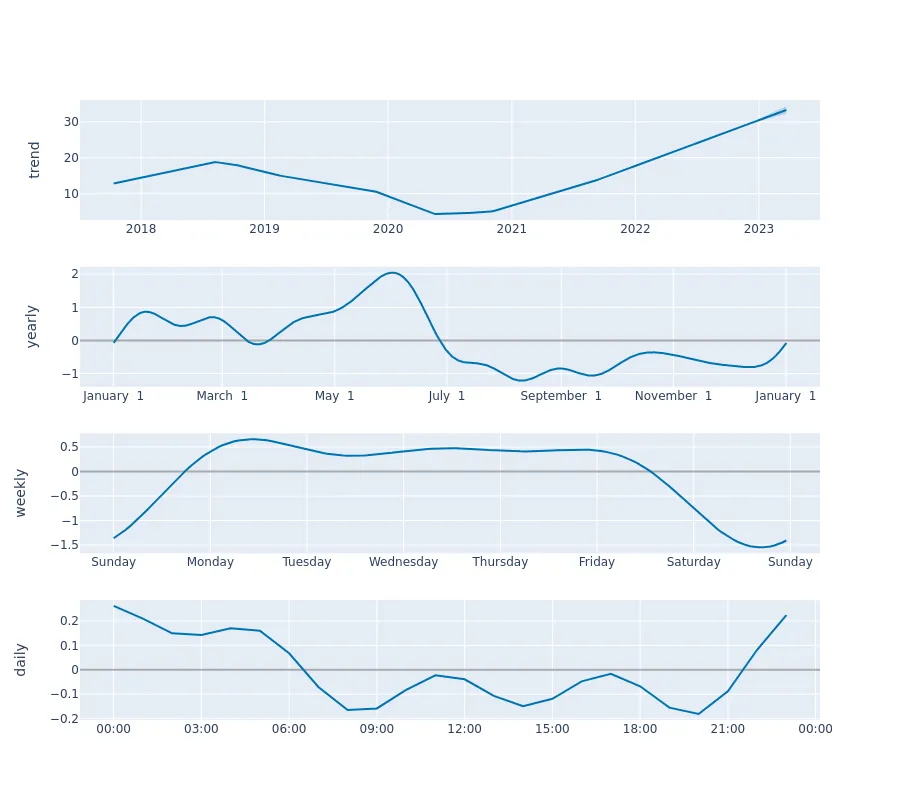 trend
30
20
10
2018 2019 2020 2021 2022 2023
yearly
2
1
0
−1
January 1 March 1 May 1 July 1 September 1 November 1 January 1
weekly
0.5
0
−0.5
−1
−1.5
Sunday Monday Tuesday Wednesday Thursday Friday Saturday Sunday
daily
0.2
0.1
0
−0.1
−0.2
00:00 03:00 06:00 09:00 12:00 15:00 18:00 21:00 00:00